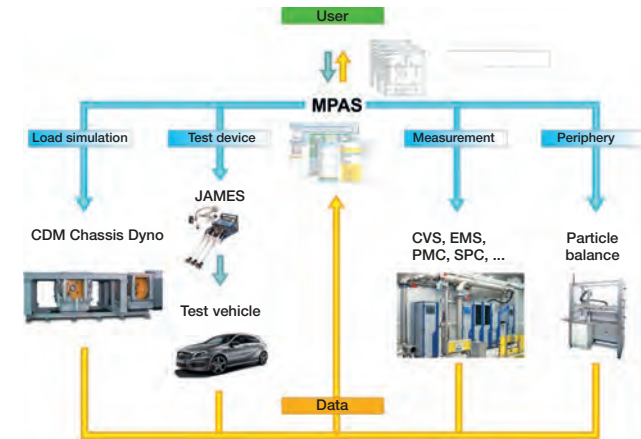 User
MPAS
Load simulation
Test device
Measurement
Periphery
JAMES
CDM Chassis Dyno
CVS, EMS,
PMC, SPC, ...
Particle
balance
Test vehicle
Data